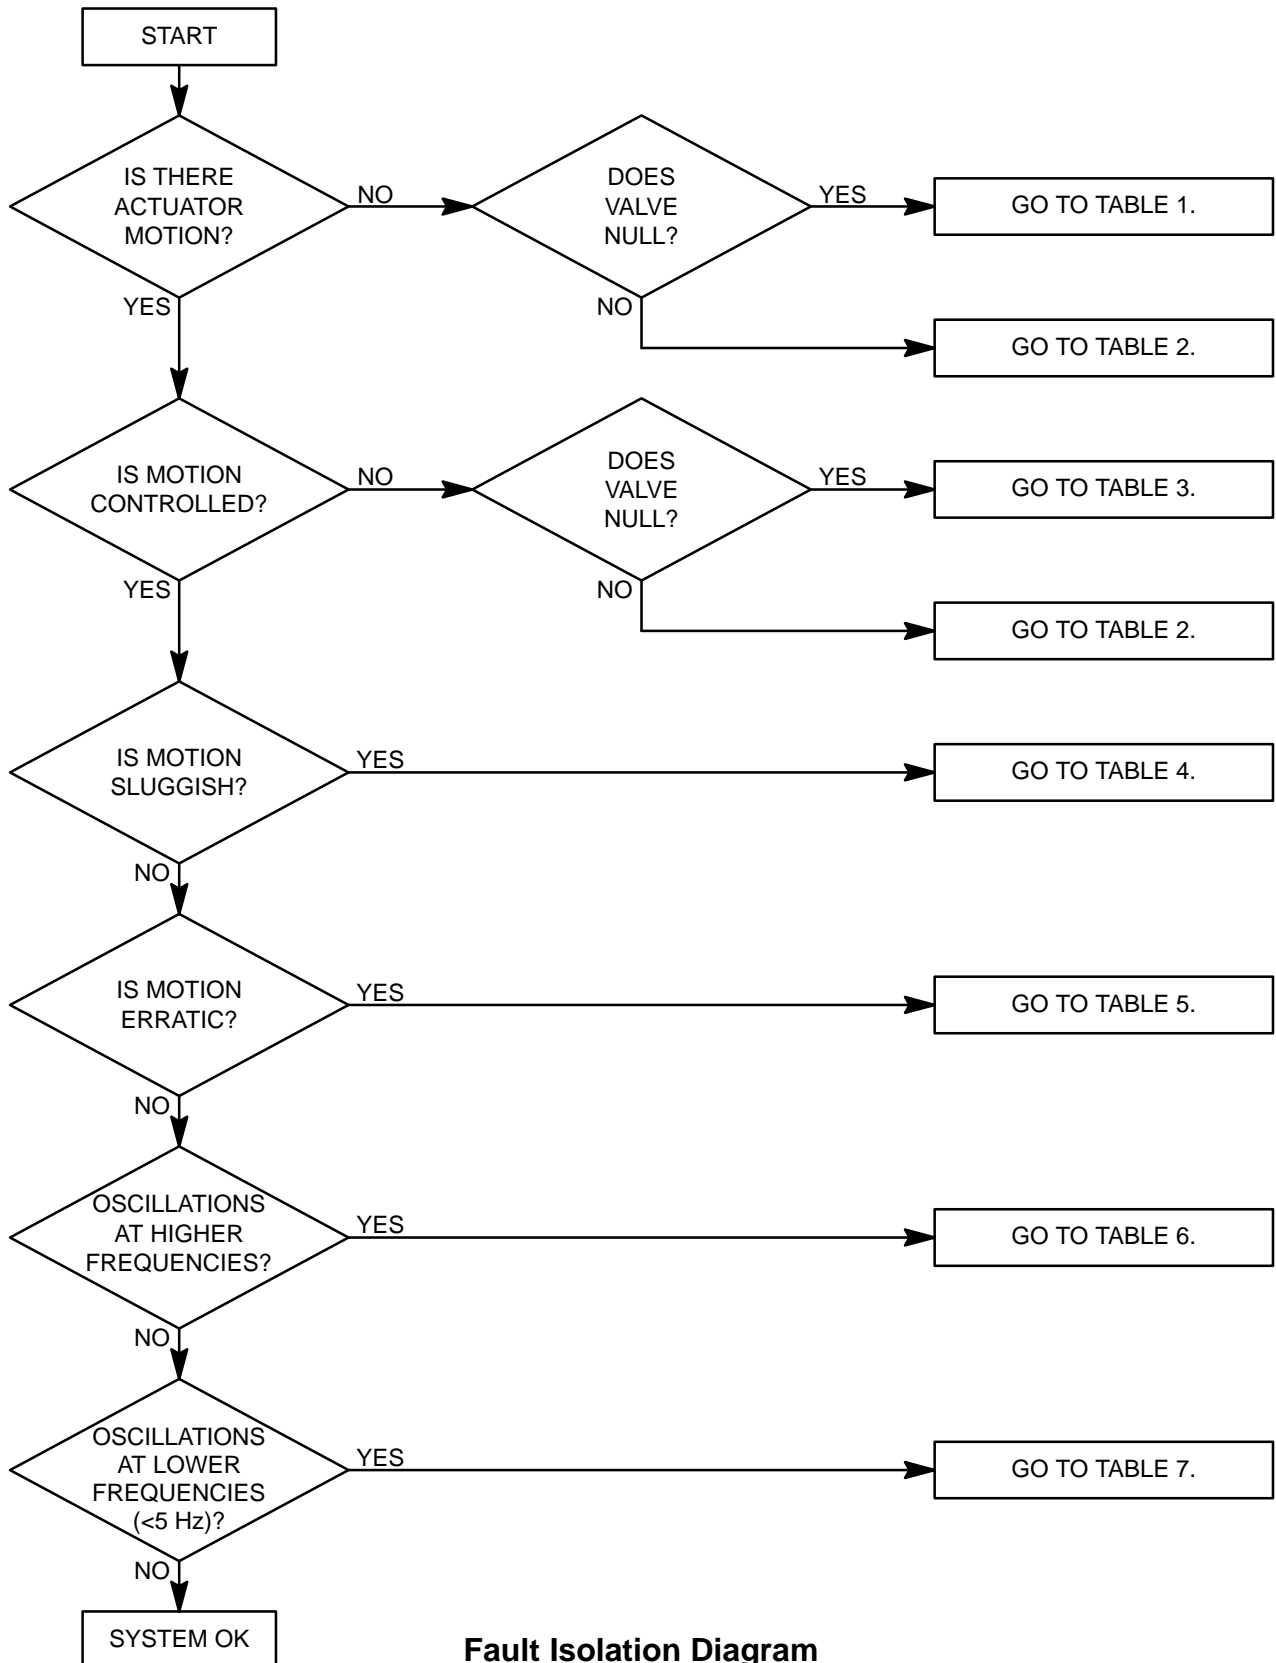 START
IS THERE
ACTUATOR
MOTION?
NO
DOES
VALVE
NULL?
YES
GO TO TABLE 1.
YES
NO
GO TO TABLE 2.
IS MOTION
CONTROLLED?
NO
DOES
VALVE
NULL?
YES
GO TO TABLE 3.
YES
NO
GO TO TABLE 2.
IS MOTION
SLUGGISH?
YES
GO TO TABLE 4.
NO
IS MOTION
ERRATIC?
YES
GO TO TABLE 5.
NO
OSCILLATIONS
AT HIGHER
FREQUENCIES?
YES
GO TO TABLE 6.
NO
OSCILLATIONS
AT LOWER
FREQUENCIES
(<5 Hz)?
YES
GO TO TABLE 7.
NO
SYSTEM OK
Fault Isolation Diagram